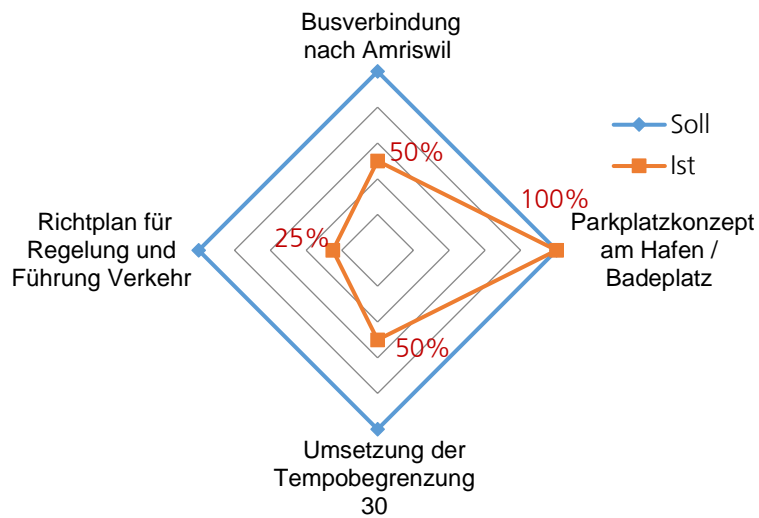 Busverbindung
nach Amriswil
Soll
Ist
50%
100%
Parkplatzkonzept
am Hafen /
Badeplatz
Richtplan für
Regelung und
Führung Verkehr
25%
50%
Umsetzung der
Tempobegrenzung
30